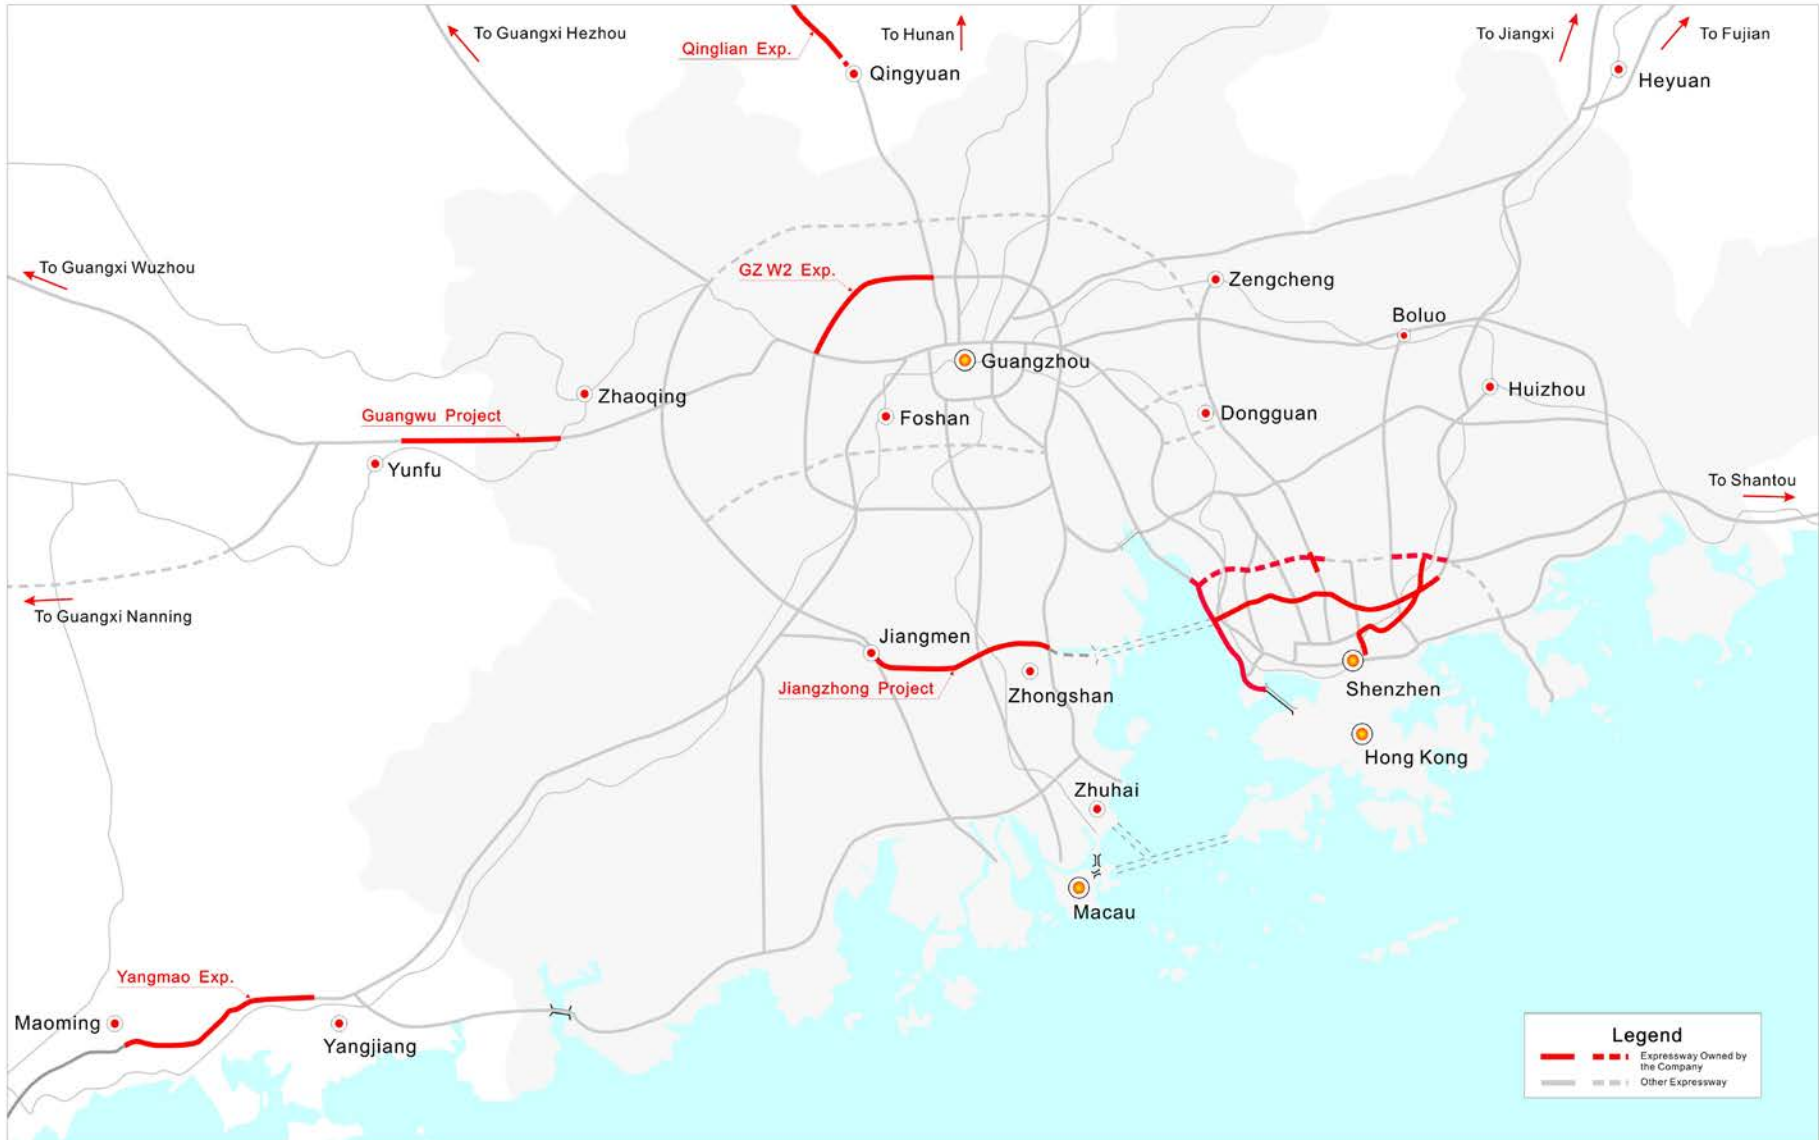 To Guangxi Hezhou
Qinglian Exp.
To Hunan
To Jiangxi
To Fujian
Qingyuan
Heyuan
To Guangxi Wuzhou
GZ W2 Exp.
Zengcheng
Boluo
Guangzhou
Zhaoqing
Huizhou
Guangwu Project
Foshan
Dongguan
Yunfu
To Shantou
To Guangxi Nanning
Jiangmen
Jiangzhong Project
Zhongshan
Shenzhen
Hong Kong
Zhuhai
Macau
Yangmao Exp.
Maoming
Yangjiang
Legend
Expressway Owned by
the Company
Other Expressway